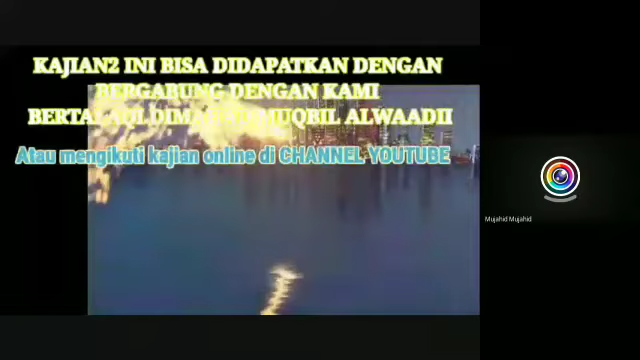 KAJIAN2 INI BISA DIDAPATKAN DENGAN
BERGABUNG DENGAN KAMI
MUQBIL ALWAADII
Atau mengikuti kajian online di CHANNEL YOUTUBE
Mujahid Mujahid